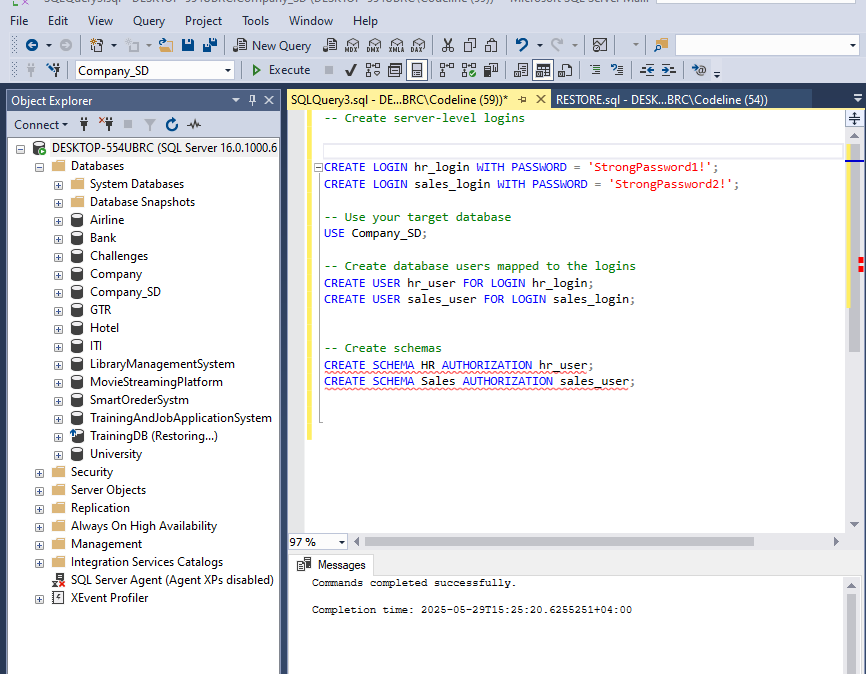 File Edit View Query Project Tools Window Help
New Query MDX DMX XMLA DAX
Company_SD Execute
Object Explorer
Connect
DESKTOP-554UBRC (SQL Server 16.0.1000.6
Databases
System Databases
Database Snapshots
Airline
Bank
Challenges
Company
Company_SD
GTR
Hotel
ITI
LibraryManagementSystem
MovieStreamingPlatform
SmartOrederSystm
TrainingAndJobApplicationSystem
TrainingDB (Restoring...)
University
Security
Server Objects
Replication
Always On High Availability
Management
Integration Services Catalogs
SQL Server Agent (Agent XPs disabled)
XEvent Profiler
SQLQuery3.sql - DE...BRC\Codeline (59))* RESTORE.sql - DESK...BRC\Codeline (54))
-- Create server-level logins
CREATE LOGIN hr_login WITH PASSWORD = 'StrongPassword1!';
CREATE LOGIN sales_login WITH PASSWORD = 'StrongPassword2!';
-- Use your target database
USE Company_SD;
-- Create database users mapped to the logins
CREATE USER hr_user FOR LOGIN hr_login;
CREATE USER sales_user FOR LOGIN sales_login;
-- Create schemas
CREATE SCHEMA HR AUTHORIZATION hr_user;
CREATE SCHEMA Sales AUTHORIZATION sales_user;
97 %
Messages
Commands completed successfully.
Completion time: 2025-05-29T15:25:20.6255251+04:00